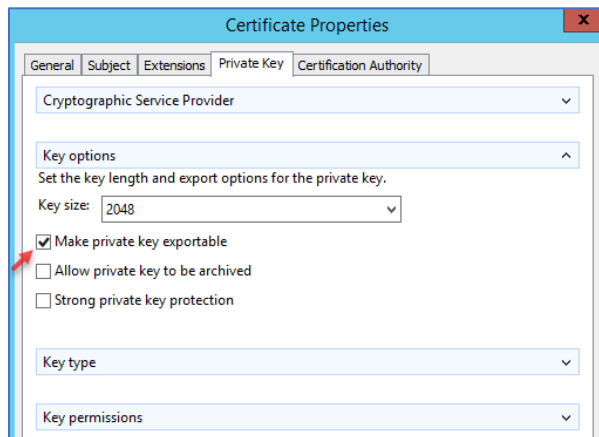 Certificate Properties
x
General Subject Extensions Private Key Certification Authority
Cryptographic Service Provider
Key options
Set the key length and export options for the private key.
Key size: 2048
Make private key exportable
Allow private key to be archived
Strong private key protection
Key type
Key permissions